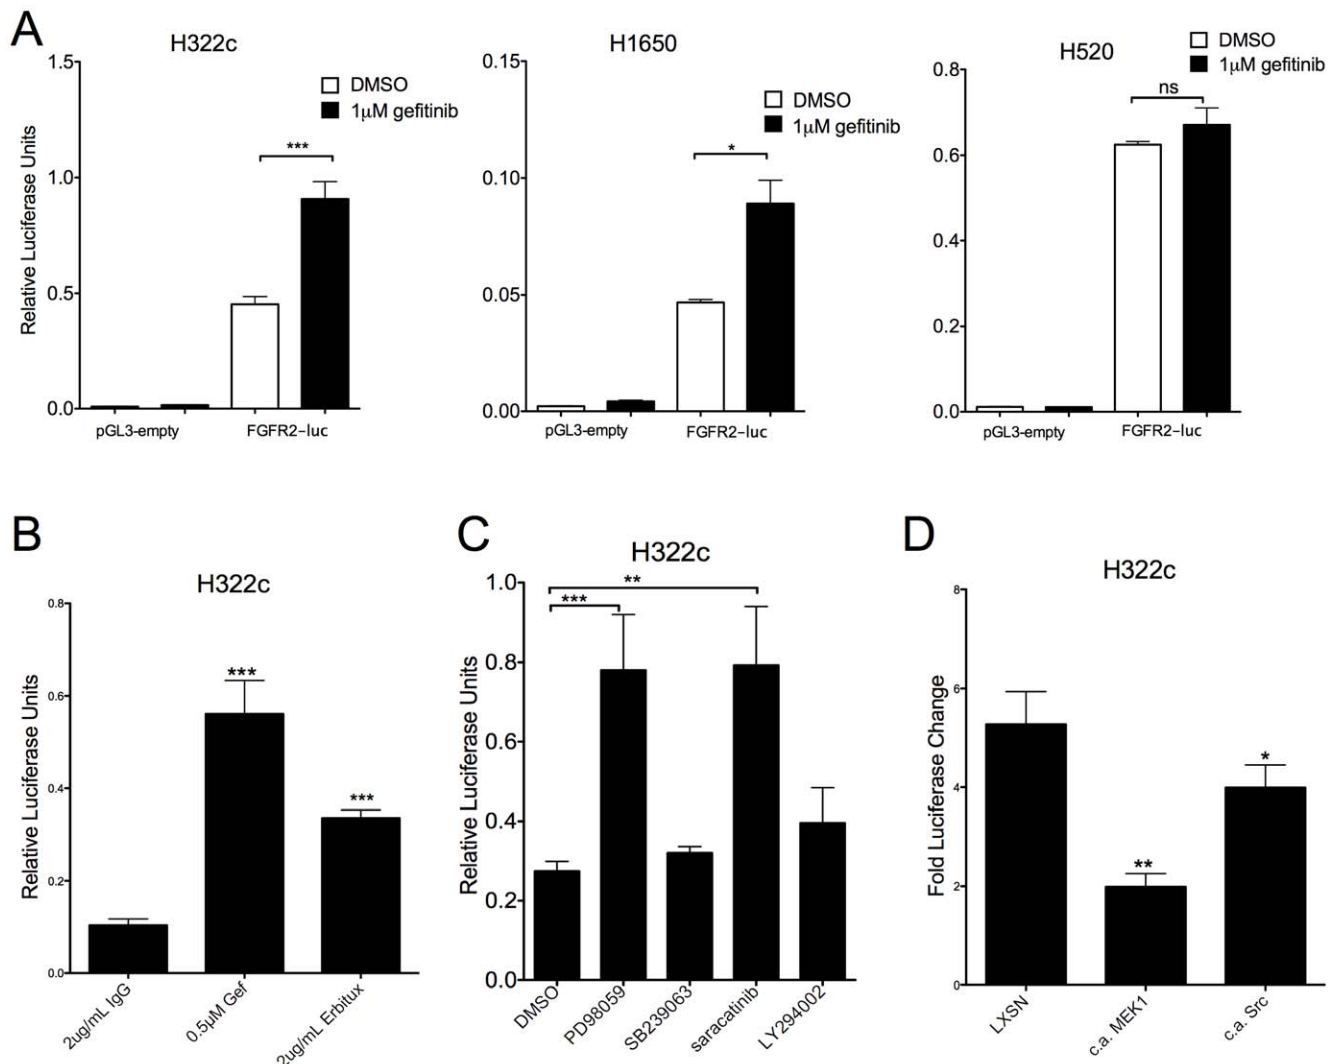 A
H322c
1.5
1.0
0.5
0.0
Relative Luciferase Units
DMSO
1µM gefitinib
***
pGL3-empty
FGFR2-luc
H1650
0.15
0.10
0.05
0.00
DMSO
1µM gefitinib
*
pGL3-empty
FGFR2-luc
H520
0.8
0.6
0.4
0.2
0.0
DMSO
1µM gefitinib
ns
pGL3-empty
FGFR2-luc
B
H322c
0.8
0.6
0.4
0.2
0.0
Relative Luciferase Units
***
***
2ug/mL IgG
0.5µM Gef
2ug/mL Erbitux
C
H322c
1.0
0.8
0.6
0.4
0.2
0.0
Relative Luciferase Units
**
***
DMSO
PD98059
SB239063
saracatinib
LY294002
D
H322c
8
6
4
2
0
Fold Luciferase Change
**
*
LXSN
c.a. MEK1
c.a. Src